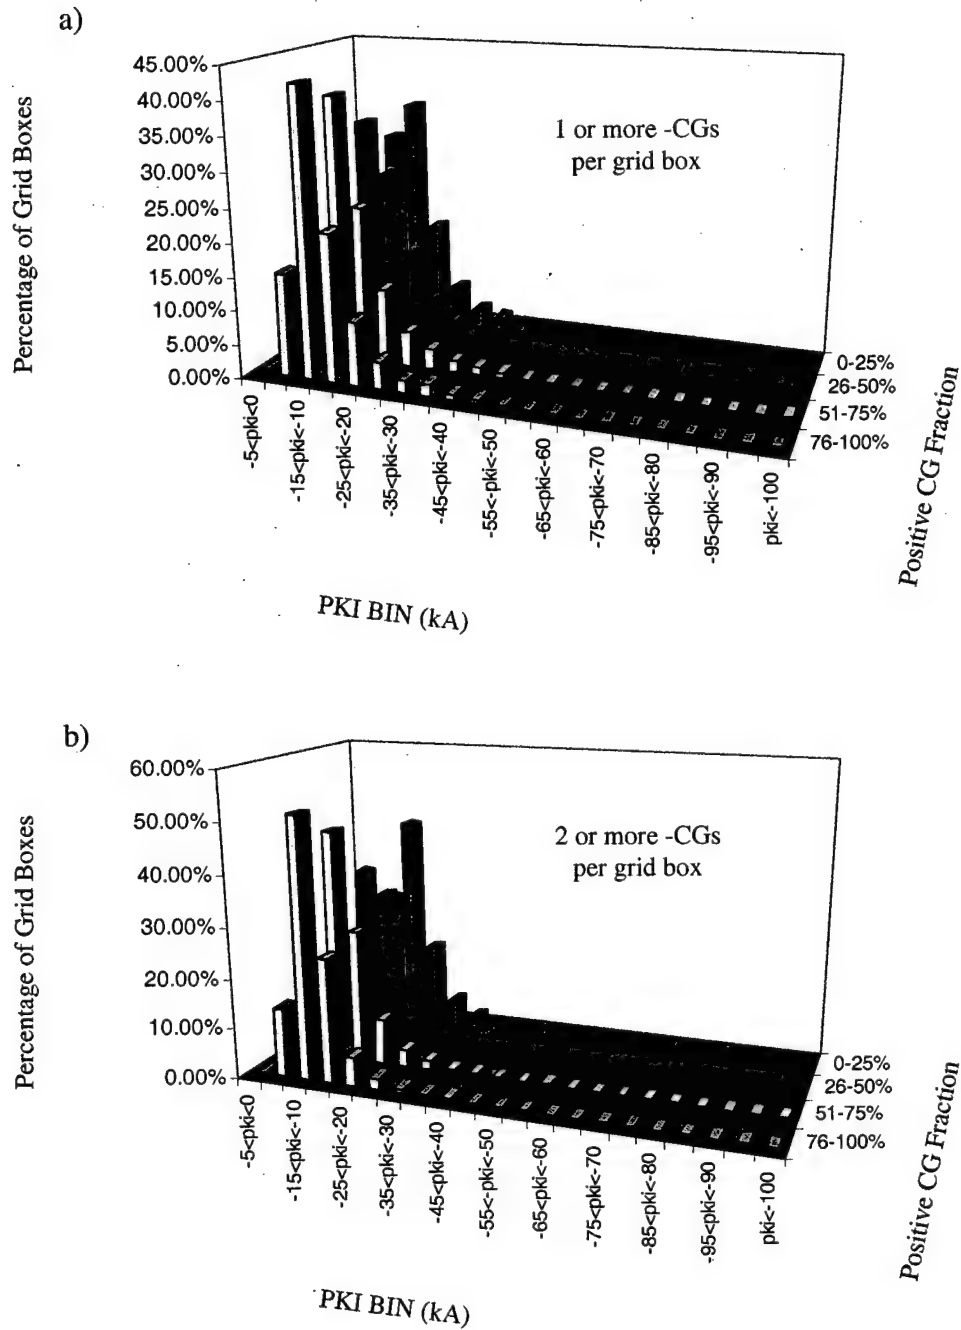 a)
45.00%
40.00%
35.00%
30.00%
25.00%
20.00%
15.00%
10.00%
5.00%
0.00%
Percentage of Grid Boxes
1 or more -CGs
per grid box
0-25%
26-50%
51-75%
76-100%
Positive CG Fraction
-5<pki<0
-15<pki<-10
-25<pki<-20
-35<pki<-30
-45<pki<-40
-55<-pki<-50
-65<pki<-60
-75<pki<-70
-85<pki<-80
-95<pki<-90
pki<-100
PKI BIN (kA)
b)
60.00%
50.00%
40.00%
30.00%
20.00%
10.00%
0.00%
Percentage of Grid Boxes
2 or more -CGs
per grid box
0-25%
26-50%
51-75%
76-100%
Positive CG Fraction
-5<pki<0
-15<pki<-10
-25<pki<-20
-35<pki<-30
-45<pki<-40
-55<-pki<-50
-65<pki<-60
-75<pki<-70
-85<pki<-80
-95<pki<-90
pki<-100
PKI BIN (kA)